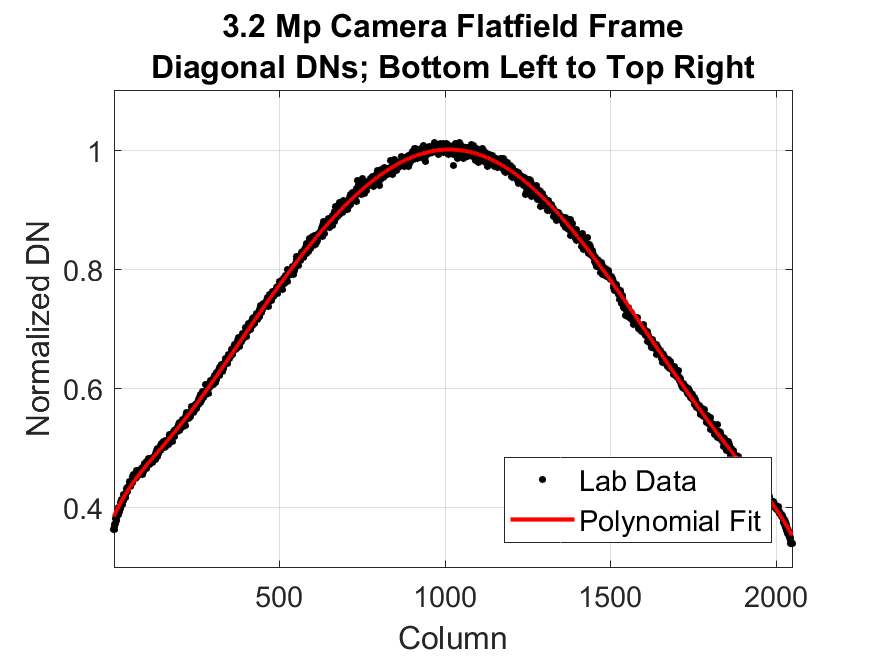 3.2 Mp Camera Flatfield Frame
Diagonal DNs; Bottom Left to Top Right
1
0.8
0.6
0.4
Normalized DN
Lab Data
Polynomial Fit
500
1000
1500
2000
Column